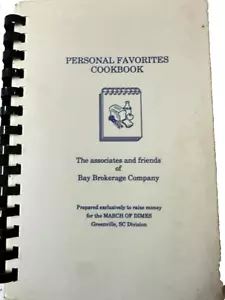 PERSONAL FAVORITES
COOKBOOK
The associates and friends
of
Bay Brokerage Company
Prepared exclusively to raise money
for the MARCH OF DIMES
Greenville, SC Division